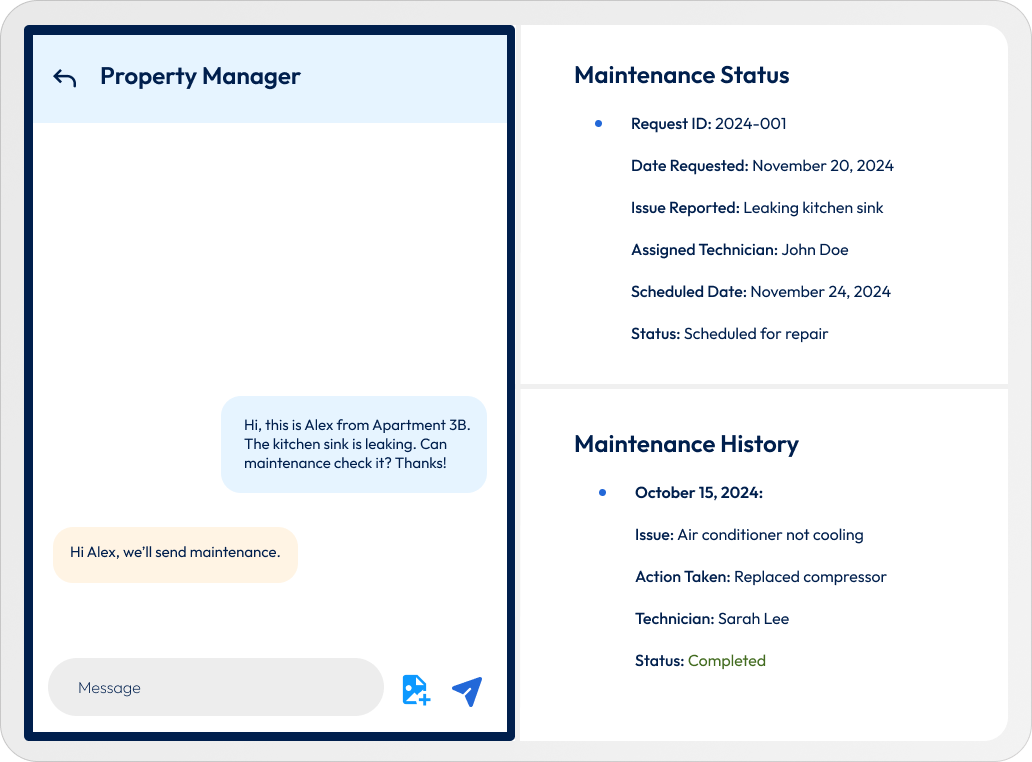 Property Manager
Hi, this is Alex from Apartment 3B.
The kitchen sink is leaking. Can
maintenance check it? Thanks!
Hi Alex, we’ll send maintenance.
Message
Maintenance Status
Request ID: 2024-001
Date Requested: November 20, 2024
Issue Reported: Leaking kitchen sink
Assigned Technician: John Doe
Scheduled Date: November 24, 2024
Status: Scheduled for repair
Maintenance History
October 15, 2024:
Issue: Air conditioner not cooling
Action Taken: Replaced compressor
Technician: Sarah Lee
Status: Completed